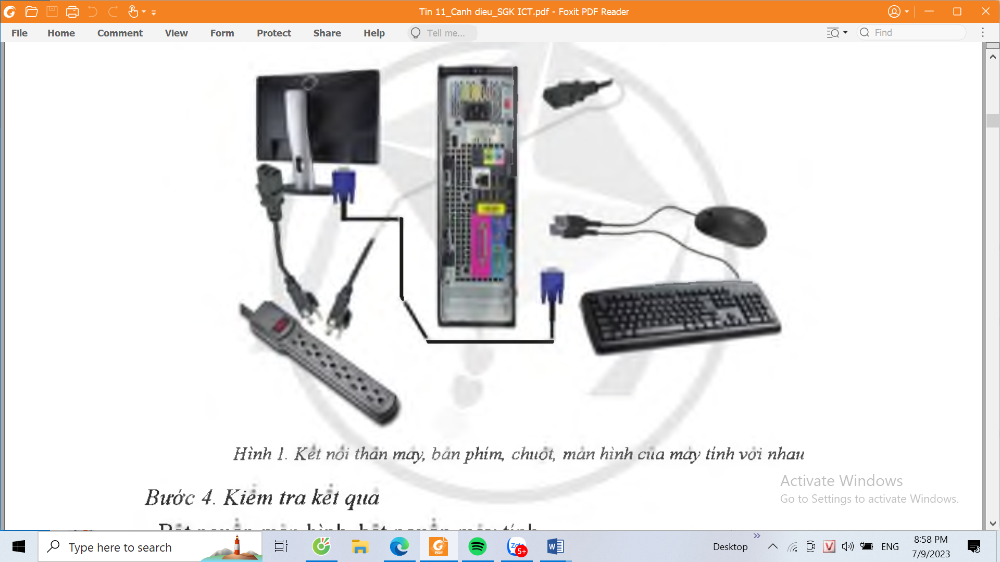 Tin 11_Canh dieu_SGK ICT.pdf - Foxit PDF Reader
File Home Comment View Form Protect Share Help Tell me... Find
Hình 1. Kết nối thân máy, bàn phím, chuột, màn hình của máy tính với nhau
Bước 4. Kiểm tra kết quả
Activate Windows
Go to Settings to activate Windows.
Type here to search
PDF
Zalo
5+
Desktop
V
ENG
8:58 PM
7/9/2023